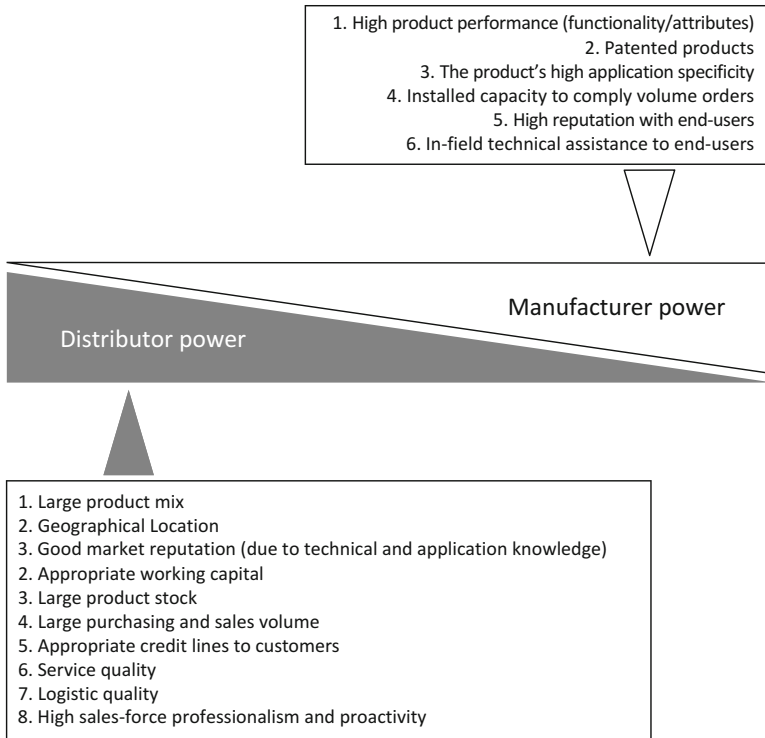 1. High product performance (functionality/attributes)
2. Patented products
3. The product's high application specificity
4. Installed capacity to comply volume orders
5. High reputation with end-users
6. In-field technical assistance to end-users
Manufacturer power
Distributor power
1. Large product mix
2. Geographical Location
3. Good market reputation (due to technical and application knowledge)
2. Appropriate working capital
3. Large product stock
4. Large purchasing and sales volume
5. Appropriate credit lines to customers
6. Service quality
7. Logistic quality
8. High sales-force professionalism and proactivity